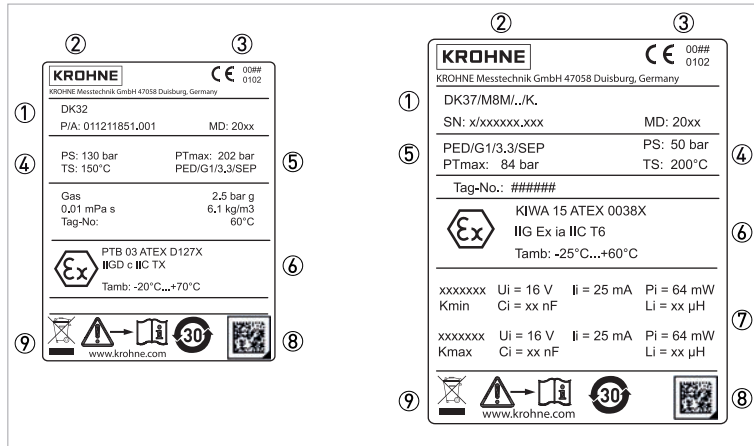 ② ③
KROHNE CE 00##
0102
KROHNE Messtechnik GmbH 47058 Duisburg, Germany
① DK32
P/A: 011211851.001 MD: 20xx
④ PS: 130 bar PTmax: 202 bar ⑤
TS: 150°C PED/G1/3.3/SEP
Gas 2.5 bar g
0.01 mPa s 6.1 kg/m3
Tag-No: 60°C
Ex PTB 03 ATEX D127X
IIGD c IIC TX ⑥
Tamb: -20°C...+70°C
⑨ 30 ⑧
www.krohne.com
② ③
KROHNE CE 00##
0102
KROHNE Messtechnik GmbH 47058 Duisburg, Germany
① DK37/M8M/../K.
SN: x/xxxxxx.xxx MD: 20xx
⑤ PED/G1/3.3/SEP PS: 50 bar ④
PTmax: 84 bar TS: 200°C
Tag-No.: ######
Ex KIWA 15 ATEX 0038X
IIG Ex ia IIC T6 ⑥
Tamb: -25°C...+60°C
xxxxxxx Ui = 16 V Ii = 25 mA Pi = 64 mW
Kmin Ci = xx nF Li = xx µH
⑦
xxxxxxx Ui = 16 V Ii = 25 mA Pi = 64 mW
Kmax Ci = xx nF Li = xx µH
⑨ 30 ⑧
www.krohne.com